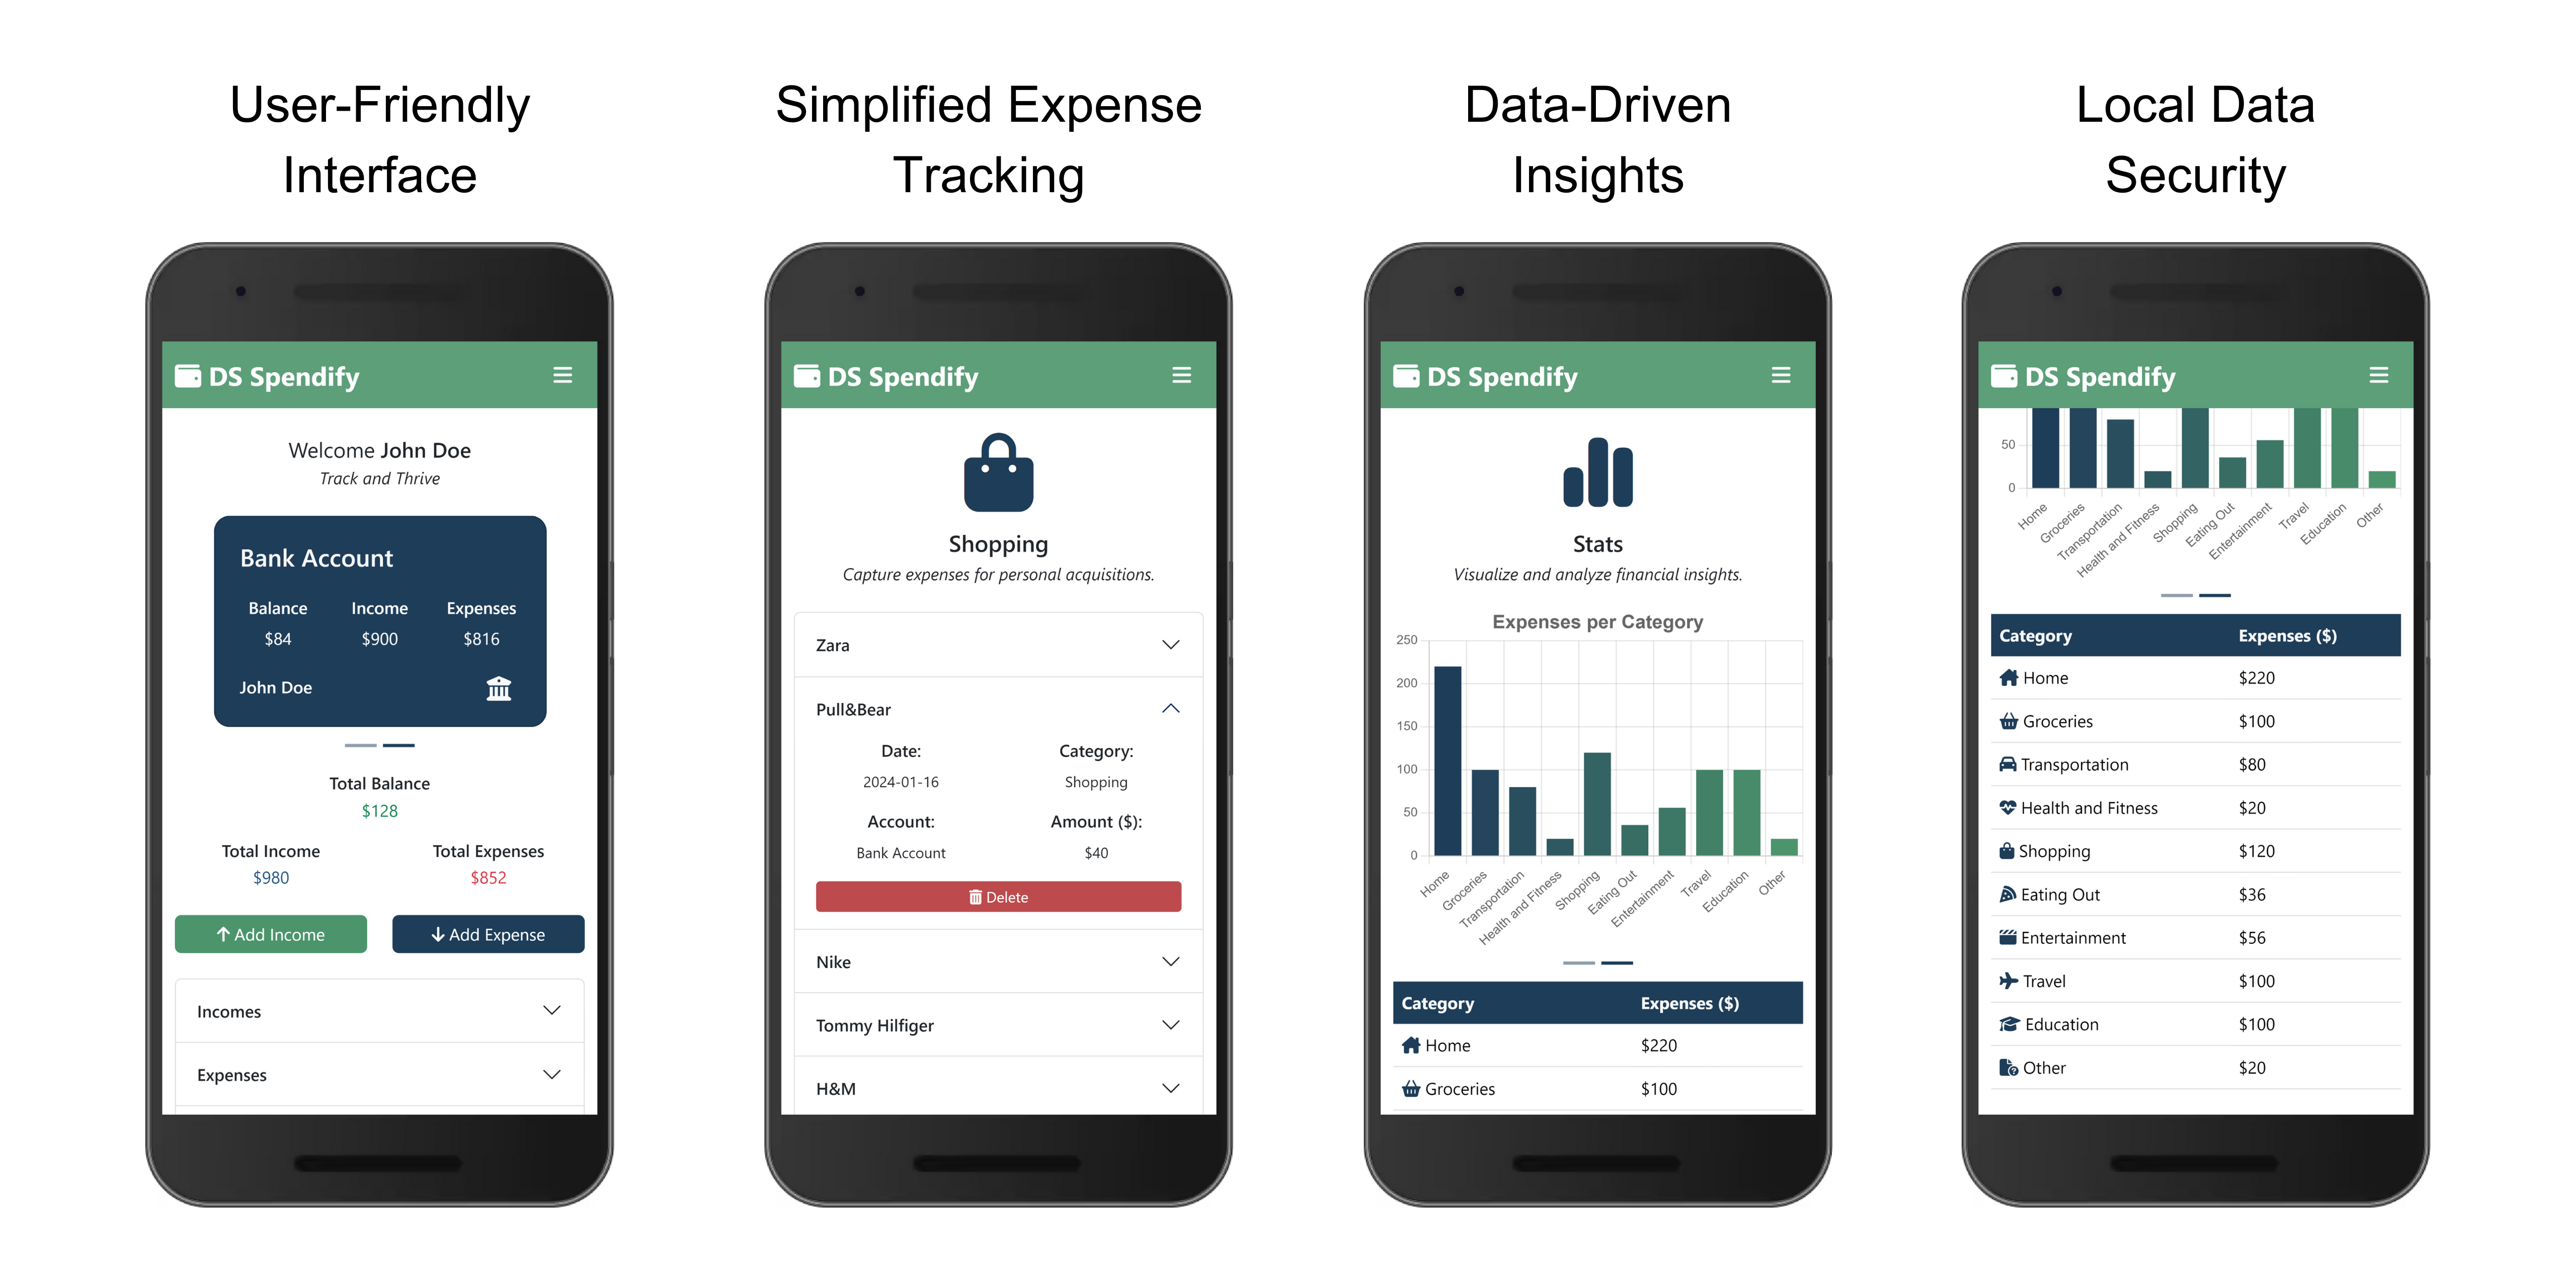 User-Friendly
Interface
DS Spendify
Welcome John Doe
Track and Thrive
Bank Account
Balance Income Expenses
$84 $900 $816
John Doe
Total Balance
$128
Total Income Total Expenses
$980 $852
Add Income Add Expense
Incomes
Expenses
Simplified Expense
Tracking
DS Spendify
Shopping
Capture expenses for personal acquisitions.
Zara
Pull&Bear
Date: Category:
2024-01-16 Shopping
Account: Amount ($):
Bank Account $40
Delete
Nike
Tommy Hilfiger
H&M
Data-Driven
Insights
DS Spendify
Stats
Visualize and analyze financial insights.
Expenses per Category
250
200
150
100
50
0
Home
Groceries
Transportation
Health and Fitness
Shopping
Eating Out
Entertainment
Travel
Education
Other
Category Expenses ($)
Home $220
Groceries $100
Local Data
Security
DS Spendify
50
0
Home
Groceries
Transportation
Health and Fitness
Shopping
Eating Out
Entertainment
Travel
Education
Other
Category Expenses ($)
Home $220
Groceries $100
Transportation $80
Health and Fitness $20
Shopping $120
Eating Out $36
Entertainment $56
Travel $100
Education $100
Other $20